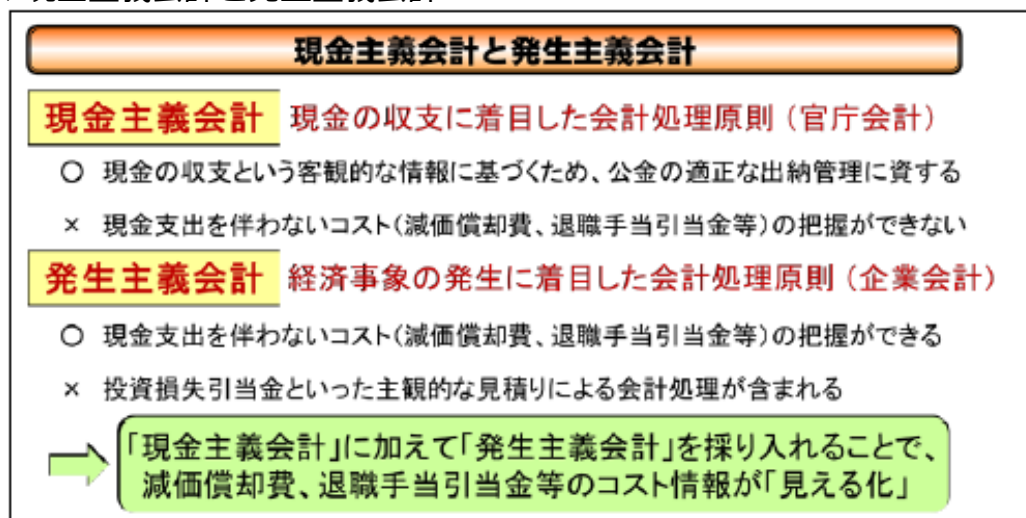 現金主義会計と発生主義会計
現金主義会計 現金の収支に着目した会計処理原則(官庁会計)
○ 現金の収支という客観的な情報に基づくため、公金の適正な出納管理に資する
× 現金支出を伴わないコスト(減価償却費、退職手当引当金等)の把握ができない
発生主義会計 経済事象の発生に着目した会計処理原則(企業会計)
○ 現金支出を伴わないコスト(減価償却費、退職手当引当金等)の把握ができる
× 投資損失引当金といった主観的な見積りによる会計処理が含まれる
「現金主義会計」に加えて「発生主義会計」を採り入れることで、
減価償却費、退職手当引当金等のコスト情報が「見える化」